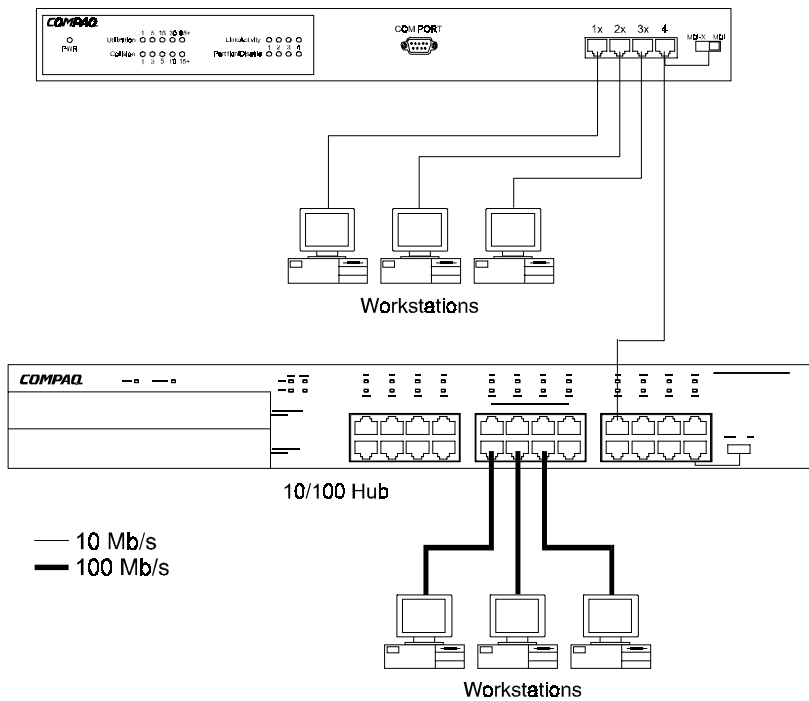 COMPAQ
PWR
Utilization 1 5 15 30 65+
Collision
1 3 5 10 15+
Link/Activity
1 2 3 4
Partition/Disable
COM PORT
1x 2x 3x 4
MDI-X MDI
Workstations
COMPAQ
10/100 Hub
10 Mb/s
100 Mb/s
Workstations